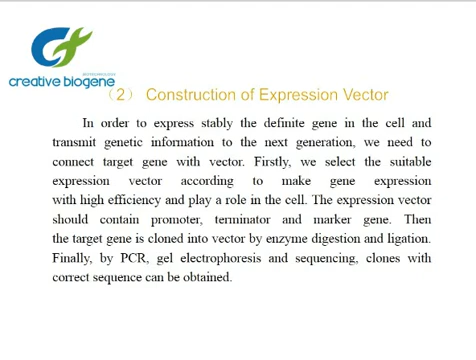 creative biogene
（2） Construction of Expression Vector
In order to express stably the definite gene in the cell and
transmit genetic information to the next generation, we need to
connect target gene with vector. Firstly, we select the suitable
expression vector according to make gene expression
with high efficiency and play a role in the cell. The expression vector
should contain promoter, terminator and marker gene. Then
the target gene is cloned into vector by enzyme digestion and ligation.
Finally, by PCR, gel electrophoresis and sequencing, clones with
correct sequence can be obtained.